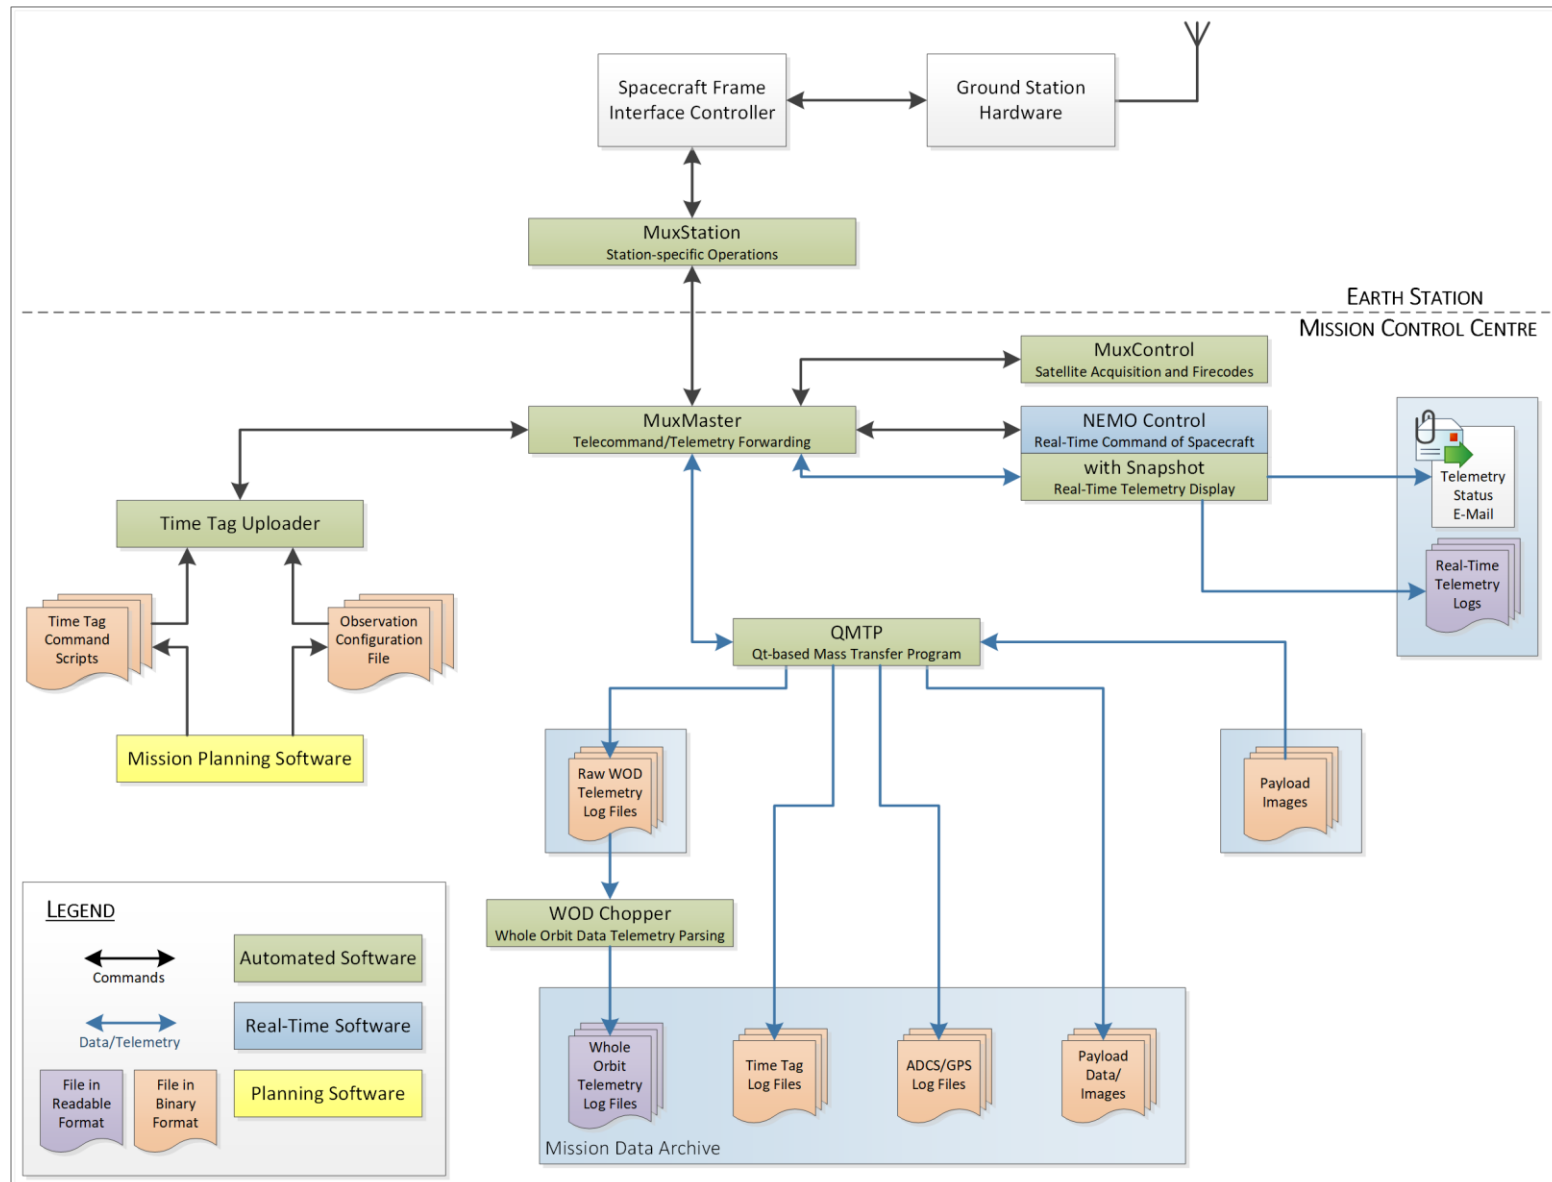 Spacecraft Frame
Interface Controller
Ground Station
Hardware
MuxStation
Station-specific Operations
EARTH STATION
MISSION CONTROL CENTRE
MuxControl
Satellite Acquisition and Firecodes
MuxMaster
Telecommand/Telemetry Forwarding
NEMO Control
Real-Time Command of Spacecraft
with Snapshot
Real-Time Telemetry Display
Telemetry
Status
E-Mail
Real-Time
Telemetry
Logs
Time Tag Uploader
Time Tag
Command
Scripts
Observation
Configuration
File
Mission Planning Software
QMTP
Qt-based Mass Transfer Program
Raw WOD
Telemetry
Log Files
Payload
Images
WOD Chopper
Whole Orbit Data Telemetry Parsing
Whole
Orbit
Telemetry
Log Files
Time Tag
Log Files
ADCS/GPS
Log Files
Payload
Data/
Images
Mission Data Archive
LEGEND
Commands
Automated Software
Data/Telemetry
Real-Time Software
File in
Readable
Format
File in
Binary
Format
Planning Software